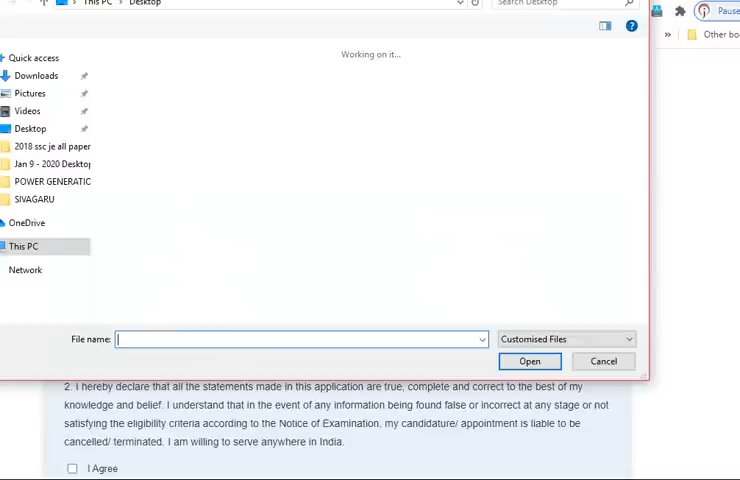 This PC
Desktop
Search Desktop
Pause
Other bo
Working on it...
Quick access
Downloads
Pictures
Videos
Desktop
2018 ssc je all paper
Jan 9 - 2020 Desktop
POWER GENERATIC
SIVAGARU
OneDrive
This PC
Network
File name:
Customised Files
Open
Cancel
2. I hereby declare that all the statements made in this application are true, complete and correct to the best of my
knowledge and belief. I understand that in the event of any information being found false or incorrect at any stage or not
satisfying the eligibility criteria according to the Notice of Examination, my candidature/ appointment is liable to be
cancelled/ terminated. I am willing to serve anywhere in India.
I Agree